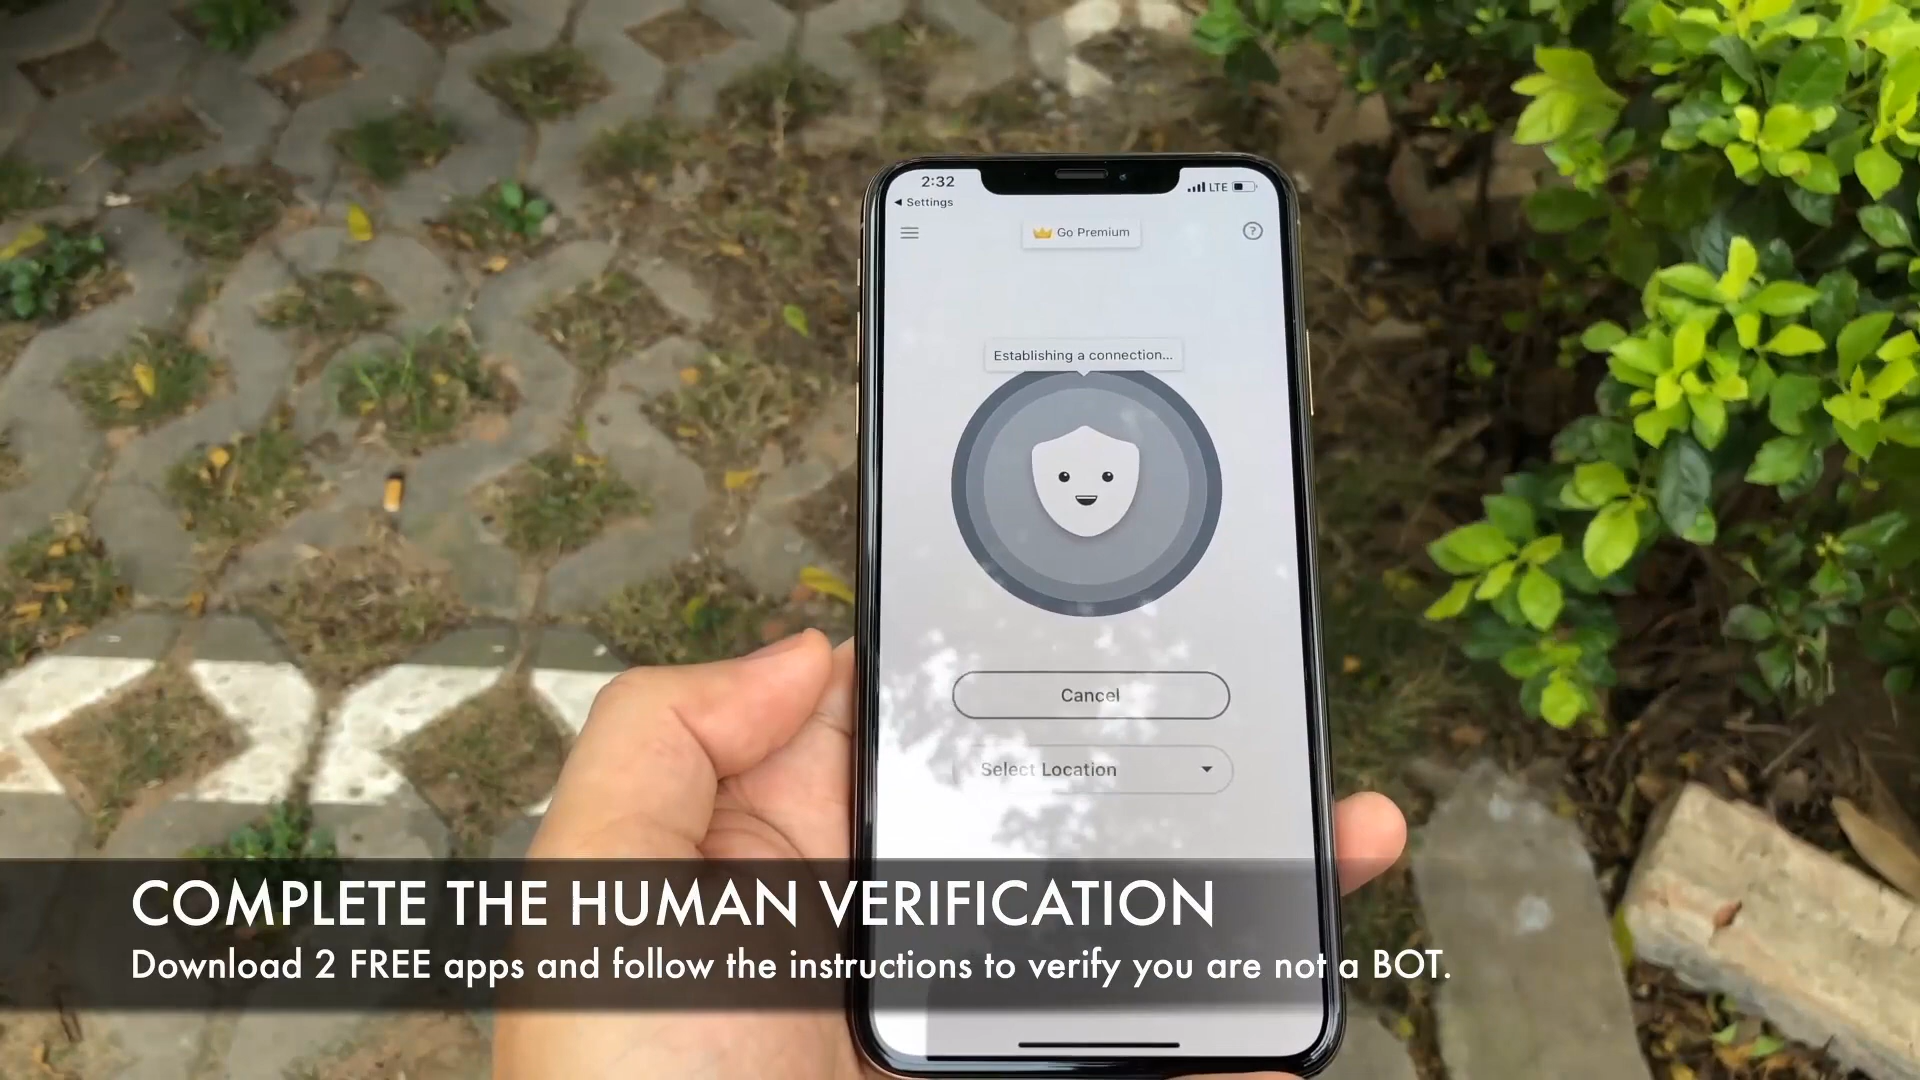 2:32
LTE
◀ Settings
Go Premium
?
Establishing a connection...
Cancel
Select Location
COMPLETE THE HUMAN VERIFICATION
Download 2 FREE apps and follow the instructions to verify you are not a BOT.